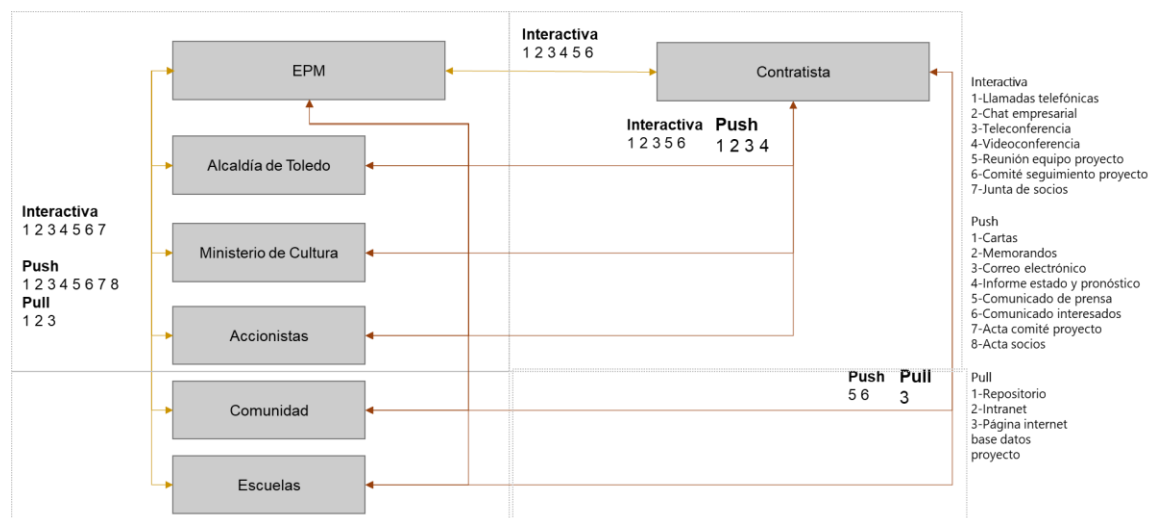 Interactiva
1 2 3 4 5 6
EPM
Contratista
Interactiva
1 2 3 5 6
Push
1 2 3 4
Alcaldía de Toledo
Interactiva
1 2 3 4 5 6 7
Ministerio de Cultura
Push
1 2 3 4 5 6 7 8
Pull
1 2 3
Accionistas
Push
5 6
Pull
3
Comunidad
Escuelas
Interactiva
1-Llamadas telefónicas
2-Chat empresarial
3-Teleconferencia
4-Videoconferencia
5-Reunión equipo proyecto
6-Comité seguimiento proyecto
7-Junta de socios
Push
1-Cartas
2-Memorandos
3-Correo electrónico
4-Informe estado y pronóstico
5-Comunicado de prensa
6-Comunicado interesados
7-Acta comité proyecto
8-Acta socios
Pull
1-Repositorio
2-Intranet
3-Página internet
base datos
proyecto